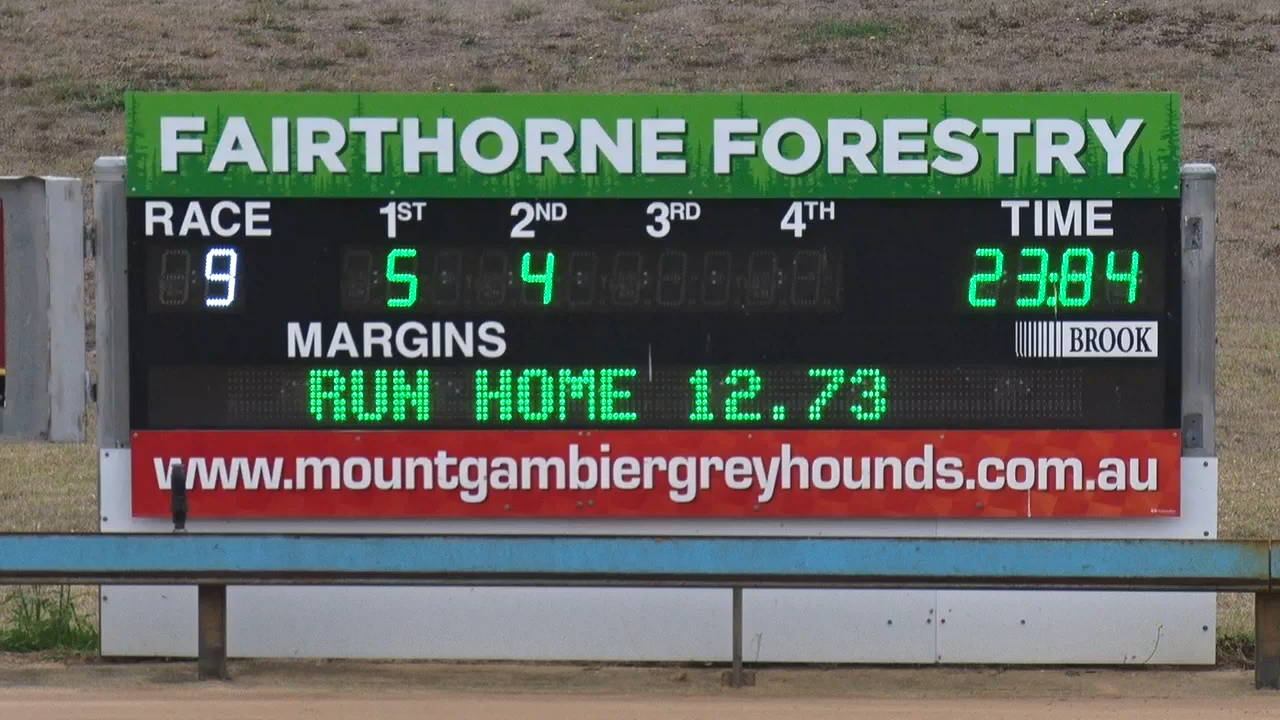 FAIRTHORNE FORESTRY
RACE 1ST 2ND 3RD 4TH TIME
9 5 4 23:84
MARGINS BROOK
RUN HOME 12.73
www.mountgambiergreyhounds.com.au